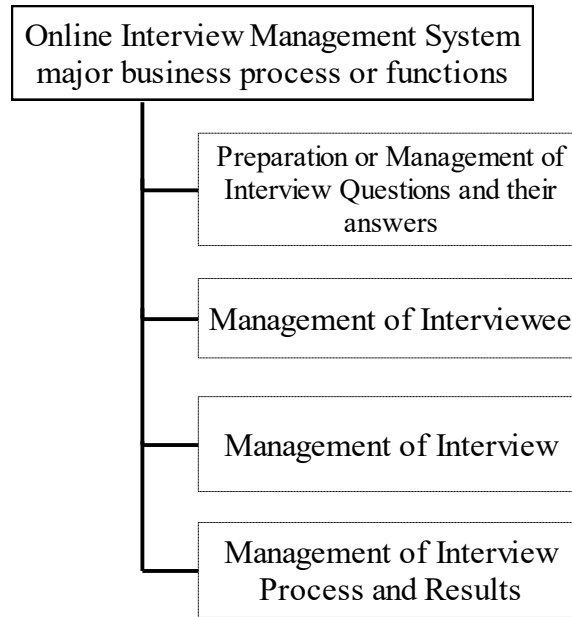 Online Interview Management System
major business process or functions
Preparation or Management of
Interview Questions and their
answers
Management of Interviewee
Management of Interview
Management of Interview
Process and Results